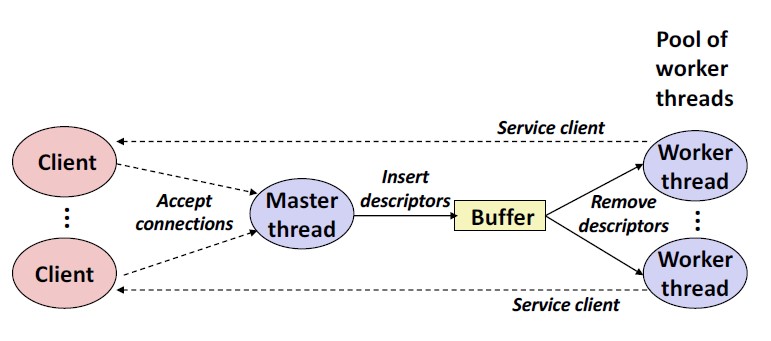 Pool of
worker
threads
Service client
Client
Worker
thread
Insert
descriptors
Accept
connections
Master
thread
Buffer
Remove
descriptors
Client
Worker
thread
Service client